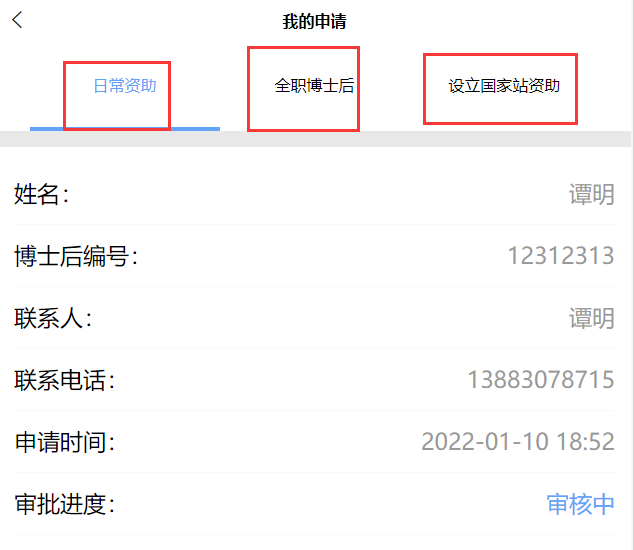 我的申请
日常资助 全职博士后 设立国家站资助
姓名： 谭明
博士后编号： 12312313
联系人： 谭明
联系电话： 13883078715
申请时间： 2022-01-10 18:52
审批进度： 审核中